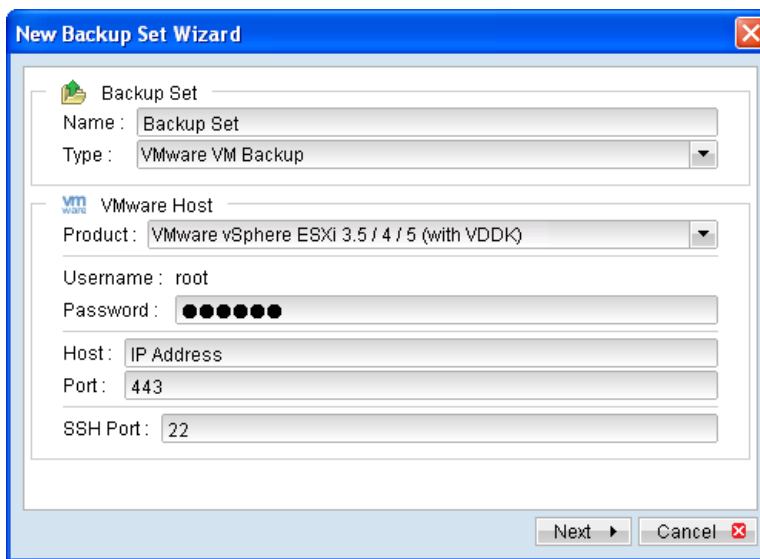 New Backup Set Wizard
Backup Set
Name : Backup Set
Type : VMware VM Backup
vm ware VMware Host
Product : VMware vSphere ESXi 3.5 / 4 / 5 (with VDDK)
Username : root
Password : ●●●●●●
Host : IP Address
Port : 443
SSH Port : 22
Next Cancel